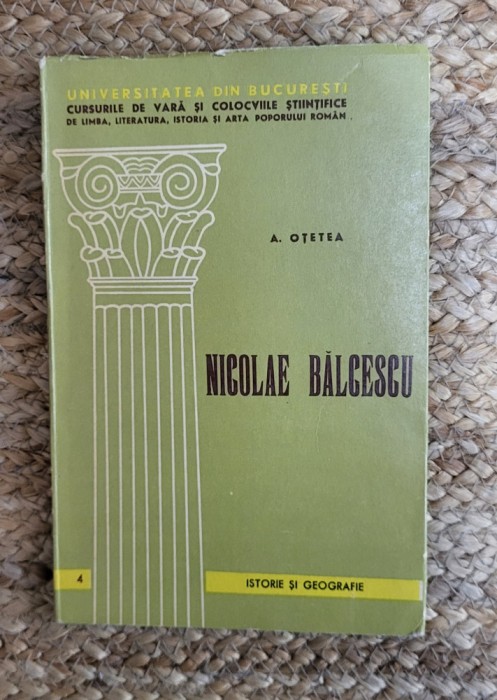 UNIVERSITATEA DIN BUCUREȘTI
CURSURILE DE VARĂ ȘI COLOCVIILE ȘTIINȚIFICE
DE LIMBA, LITERATURA, ISTORIA ȘI ARTA POPORULUI ROMÂN.
A. OȚETEA
NICOLAE BĂLCESCU
4
ISTORIE ȘI GEOGRAFIE